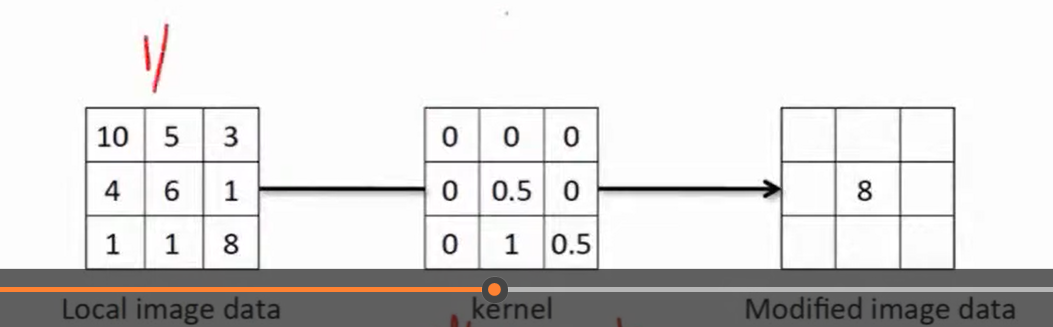 10 5 3 0 0 0
4 6 1 0 0.5 0 8
1 1 8 0 1 0.5
Local image data kernel Modified image data